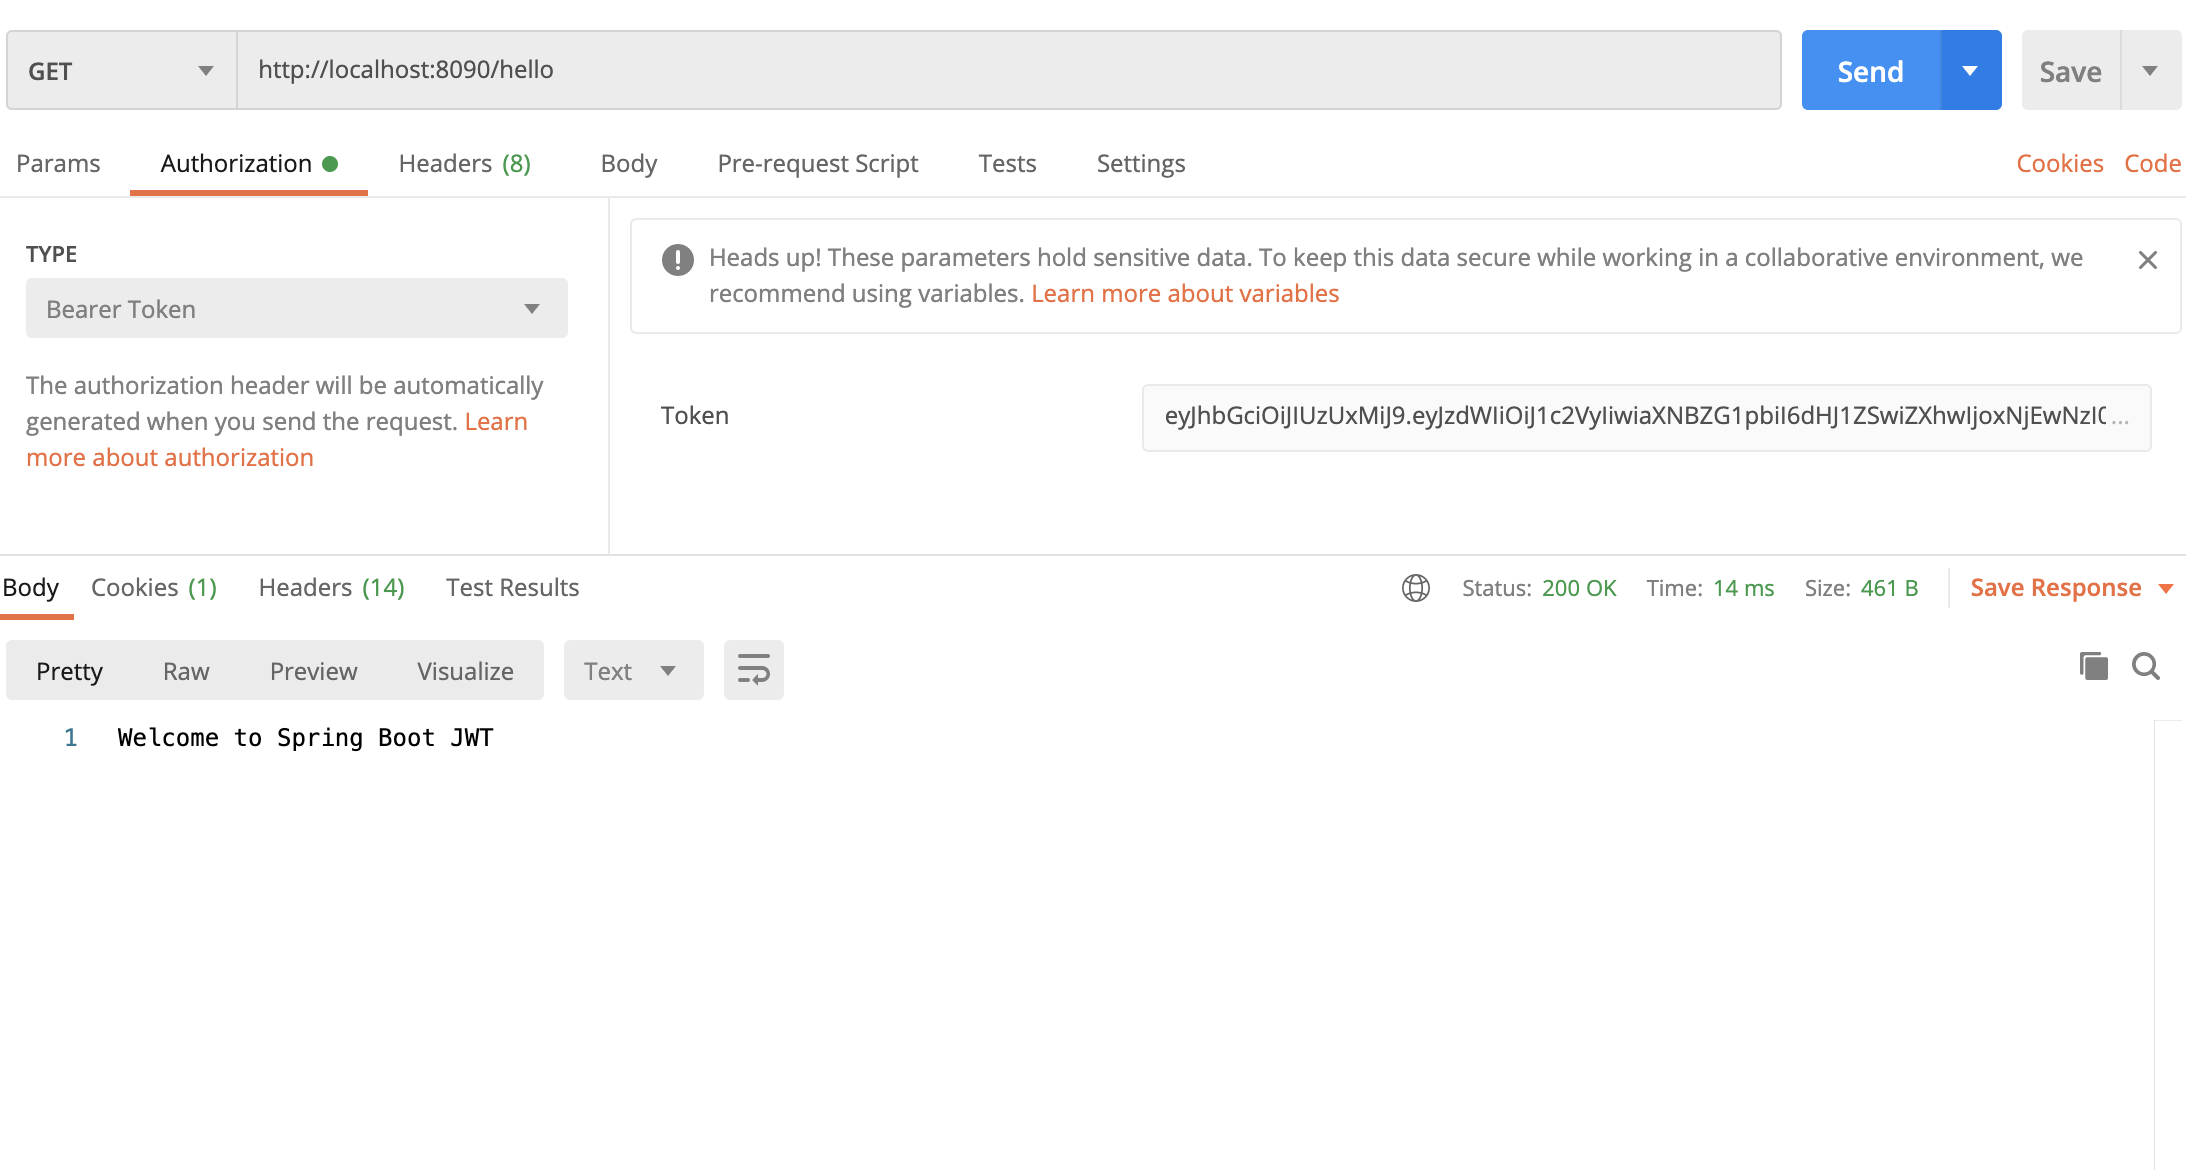 GET http://localhost:8090/hello Send Save
Params Authorization Headers (8) Body Pre-request Script Tests Settings Cookies Code
TYPE
Bearer Token
The authorization header will be automatically
generated when you send the request. Learn
more about authorization
Heads up! These parameters hold sensitive data. To keep this data secure while working in a collaborative environment, we
recommend using variables. Learn more about variables
Token eyJhbGciOiJIUzUxMiJ9.eyJzdWIiOiJ1c2VyIiwiaXNBZG1pbiI6dHJ1ZSwiZXhwIjoxNjEwNzI...
Body Cookies (1) Headers (14) Test Results Status: 200 OK Time: 14 ms Size: 461 B Save Response
Pretty Raw Preview Visualize Text
1 Welcome to Spring Boot JWT